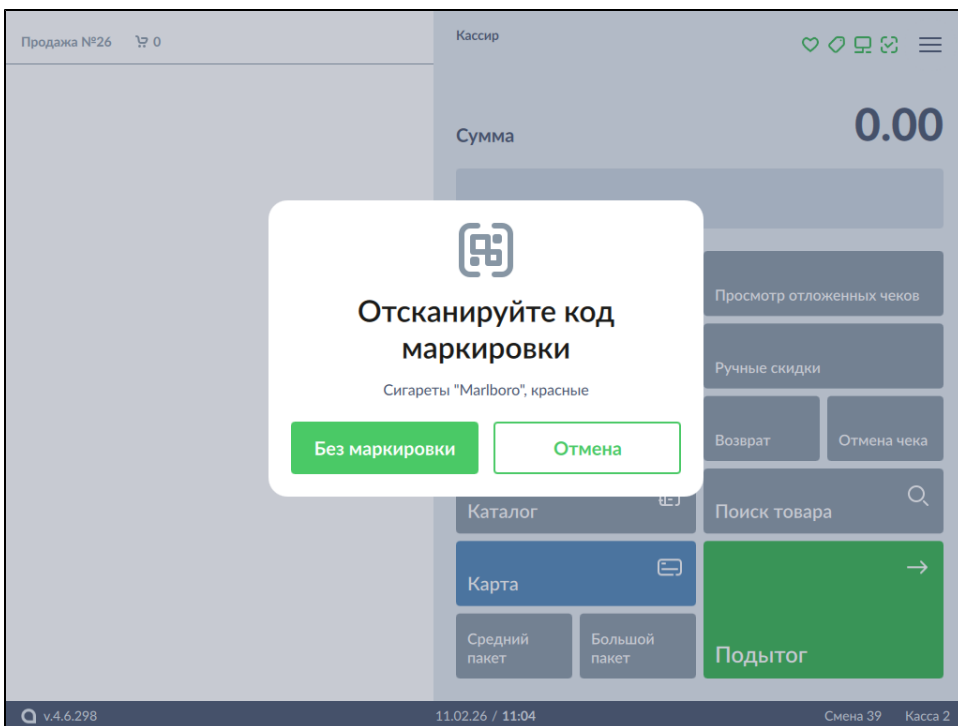 Продажа №26 0
Кассир
Сумма
0.00
Отсканируйте код
маркировки
Сигареты "Marlboro", красные
Без маркировки
Отмена
Просмотр отложенных чеков
Ручные скидки
Возврат
Отмена чека
Каталог
Поиск товара
Карта
Средний
пакет
Большой
пакет
Подытог
v.4.6.298
11.02.26 / 11:04
Смена 39
Касса 2